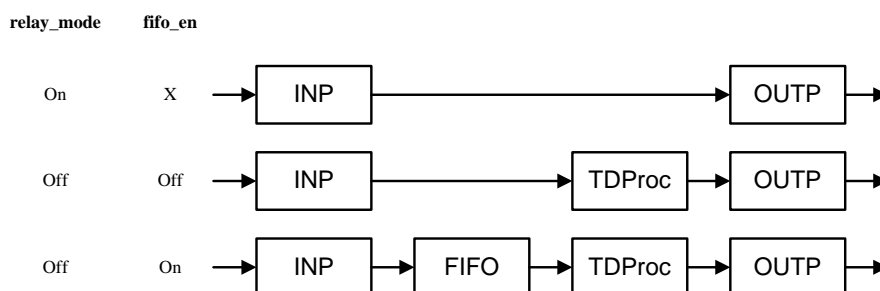 relay_mode fifo_en
On X INP OUTP
Off Off INP TDProc OUTP
Off On INP FIFO TDProc OUTP